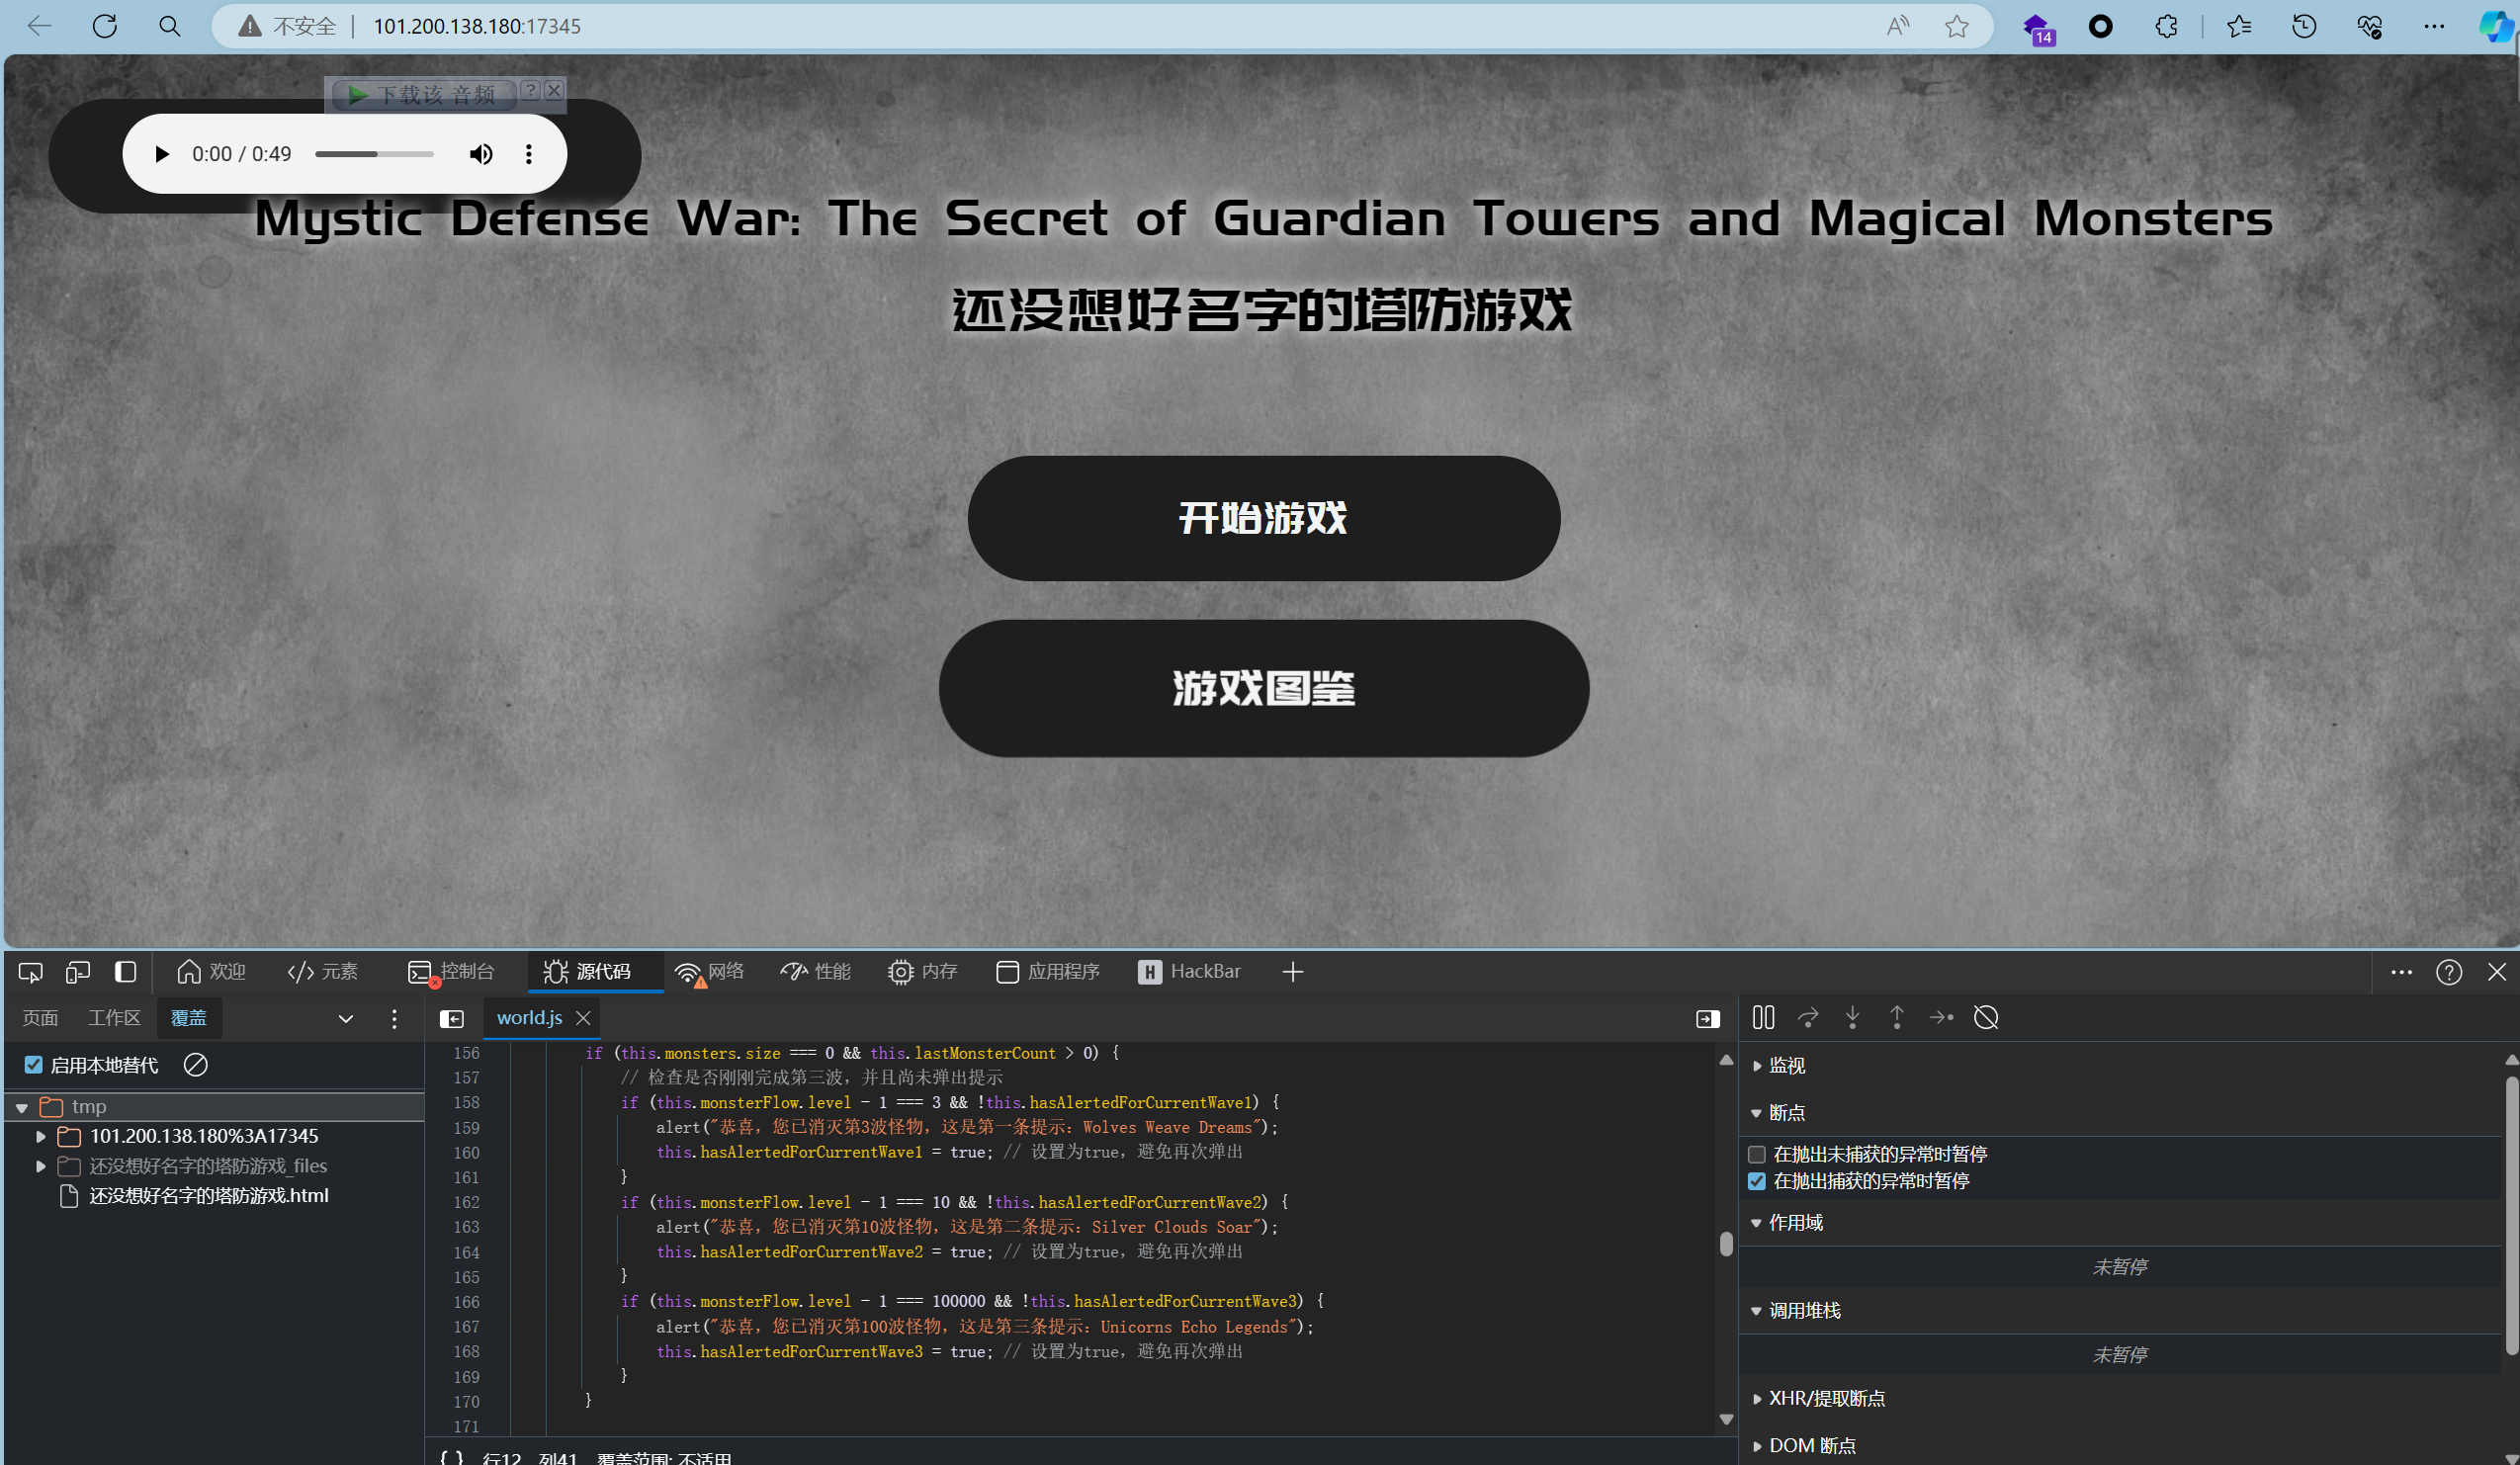 不安全 101.200.138.180:17345
14
下载该 音频 ?
0:00 / 0:49
Mystic Defense War: The Secret of Guardian Towers and Magical Monsters
还没想好名字的塔防游戏
开始游戏
游戏图鉴
欢迎 </> 元素 控制台 源代码 网络 性能 内存 应用程序 H HackBar
页面 工作区 覆盖
world.js
启用本地替代
tmp
101.200.138.180%3A17345
还没想好名字的塔防游戏_files
还没想好名字的塔防游戏.html
156 if (this.monsters.size === 0 && this.lastMonsterCount > 0) {
157 // 检查是否刚刚完成第三波，并且尚未弹出提示
158 if (this.monsterFlow.level - 1 === 3 && !this.hasAlertedForCurrentWave1) {
159 alert("恭喜，您已消灭第3波怪物，这是第一条提示：Wolves Weave Dreams");
160 this.hasAlertedForCurrentWave1 = true; // 设置为true，避免再次弹出
161 }
162 if (this.monsterFlow.level - 1 === 10 && !this.hasAlertedForCurrentWave2) {
163 alert("恭喜，您已消灭第10波怪物，这是第二条提示：Silver Clouds Soar");
164 this.hasAlertedForCurrentWave2 = true; // 设置为true，避免再次弹出
165 }
166 if (this.monsterFlow.level - 1 === 100000 && !this.hasAlertedForCurrentWave3) {
167 alert("恭喜，您已消灭第100波怪物，这是第三条提示：Unicorns Echo Legends");
168 this.hasAlertedForCurrentWave3 = true; // 设置为true，避免再次弹出
169 }
170 }
171
{ } 行12，列41 覆盖范围: 不适用
监视
断点
在抛出未捕获的异常时暂停
在抛出捕获的异常时暂停
作用域
未暂停
调用堆栈
未暂停
XHR/提取断点
DOM 断点